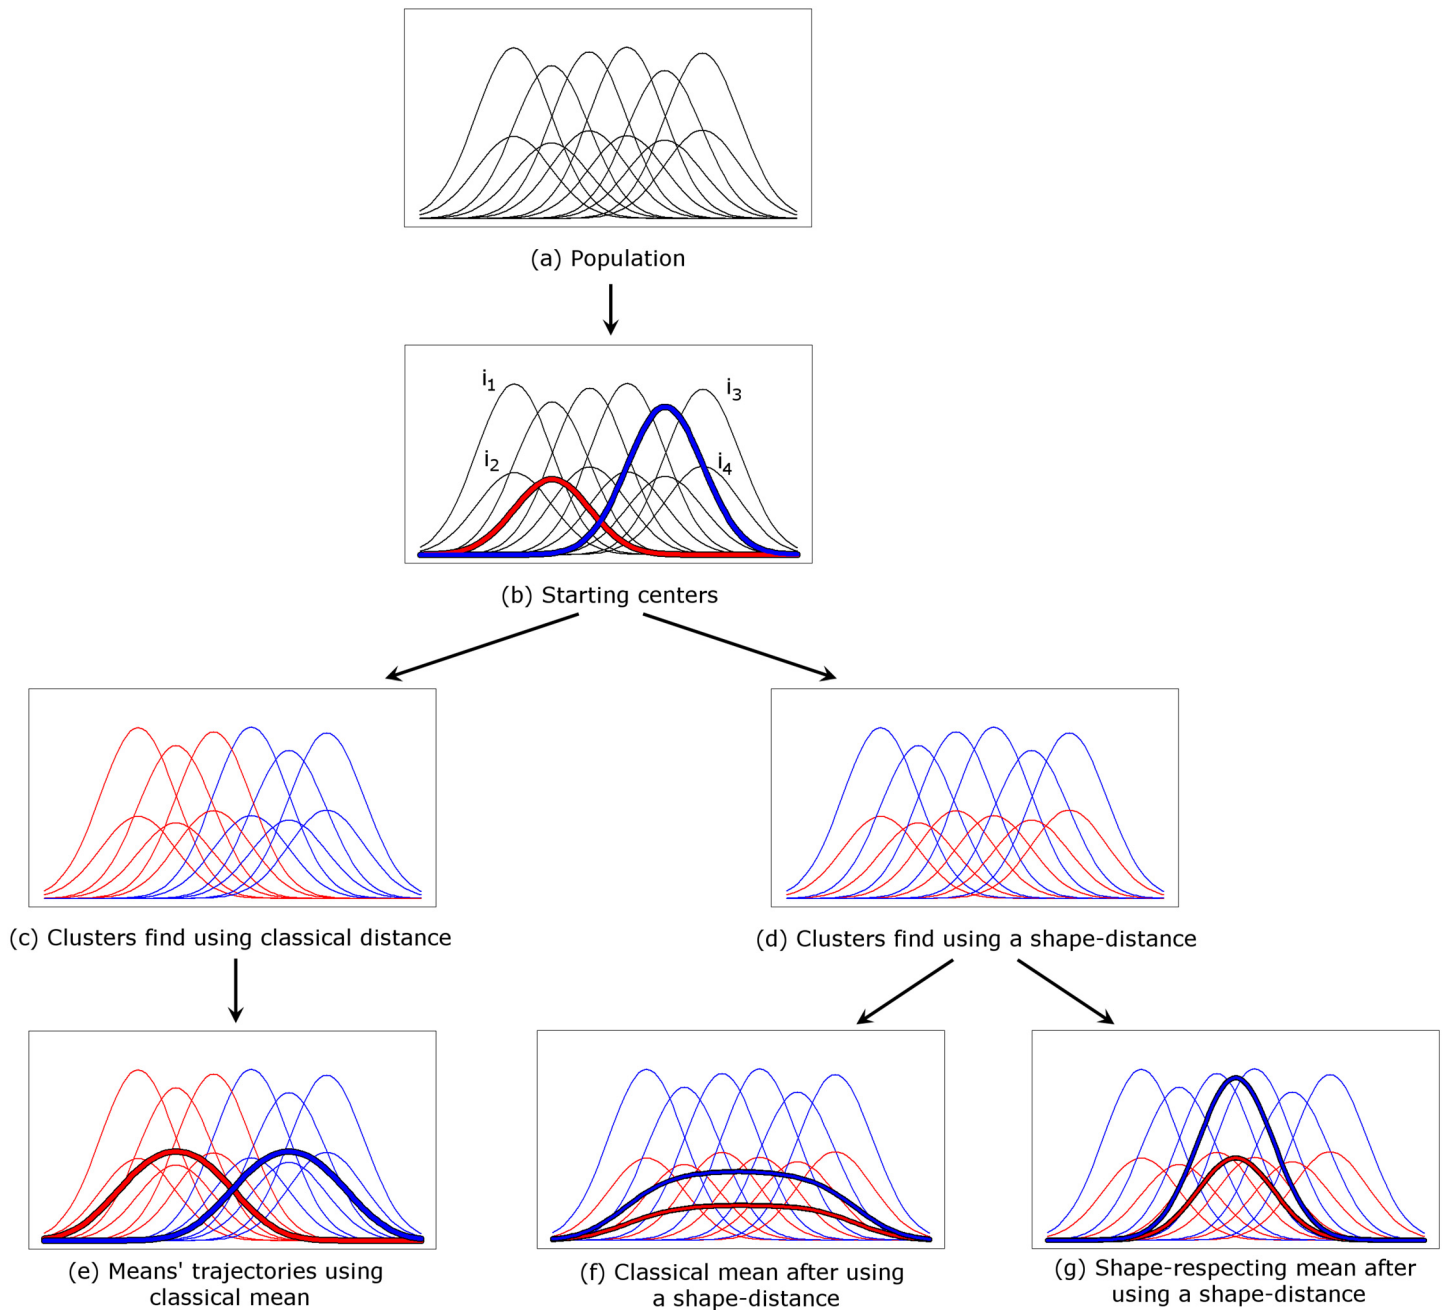 (a) Population
i1
i3
i2
i4
(b) Starting centers
(c) Clusters find using classical distance
(d) Clusters find using a shape-distance
(e) Means' trajectories using
classical mean
(f) Classical mean after using
a shape-distance
(g) Shape-respecting mean after
using a shape-distance